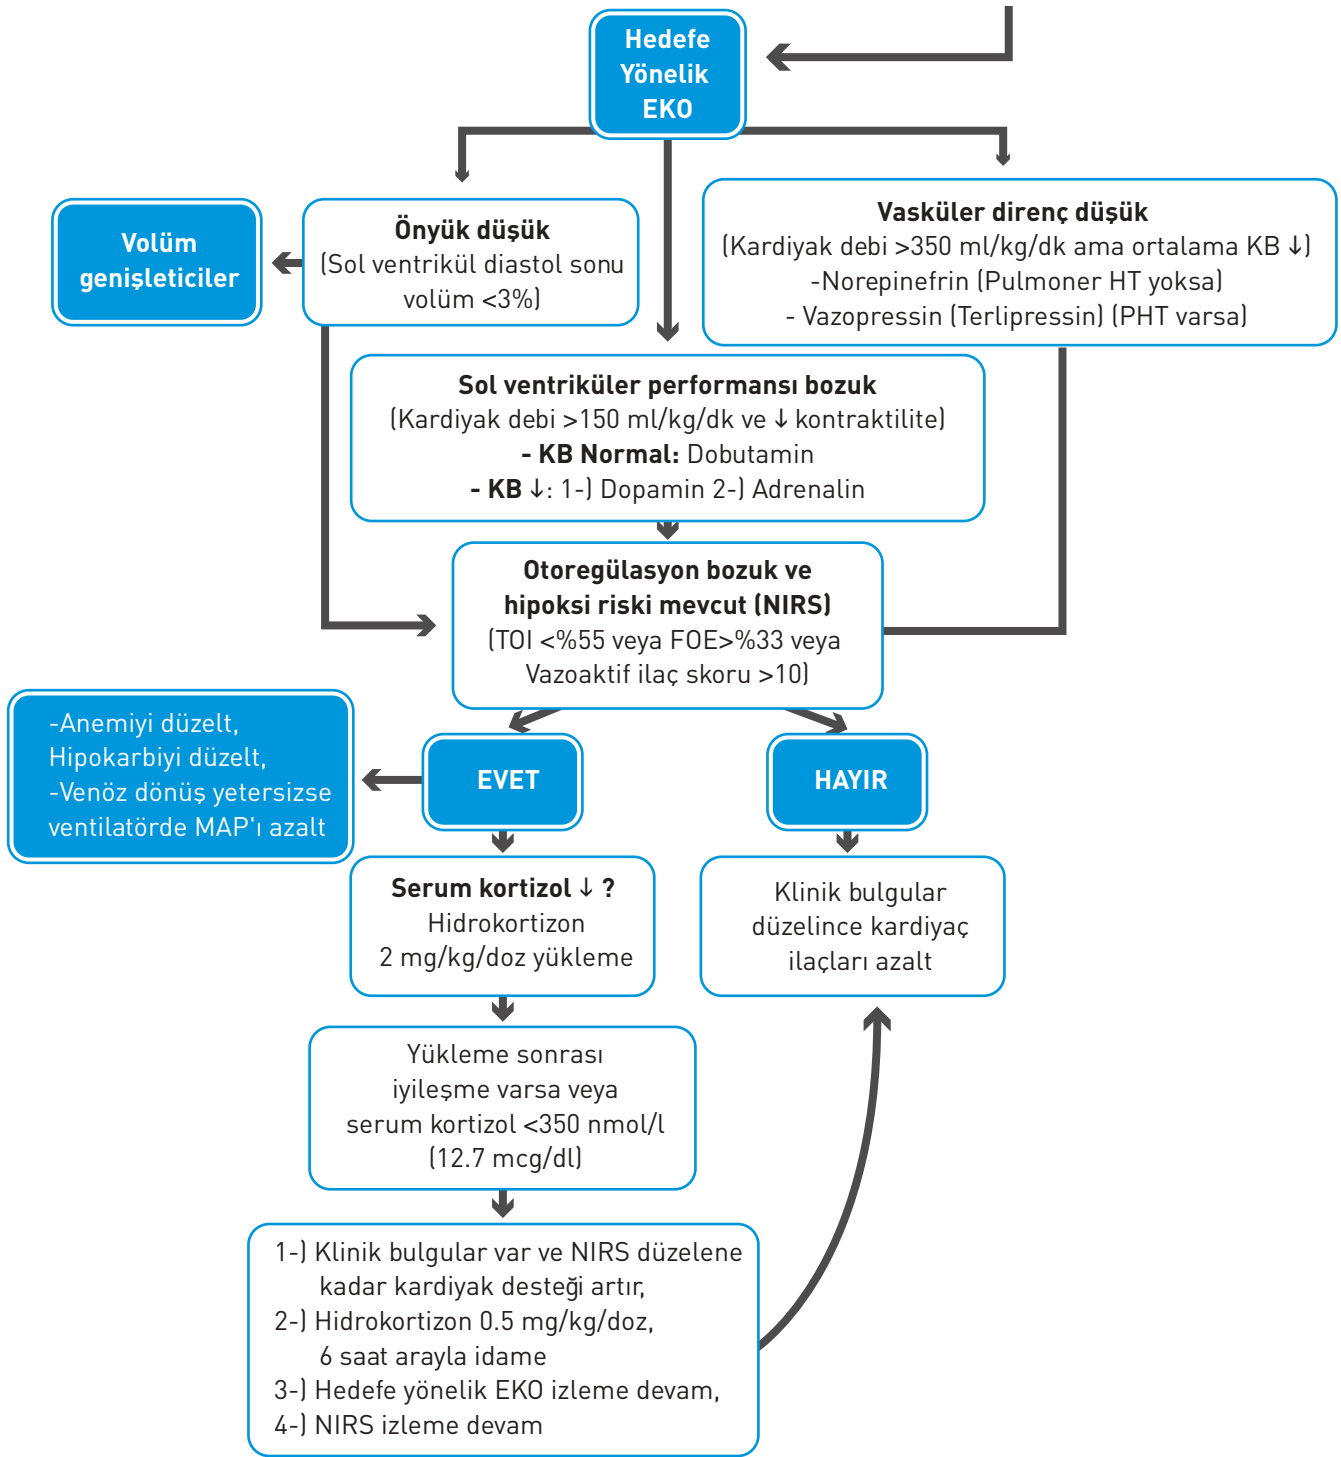 Hedefe
Yönelik
EKO
Volüm
genişleticiler
Önyük düşük
(Sol ventrikül diastol sonu
volüm <3%)
Vasküler direnç düşük
(Kardiyak debi >350 ml/kg/dk ama ortalama KB ↓)
-Norepinefrin (Pulmoner HT yoksa)
- Vazopressin (Terlipressin) (PHT varsa)
Sol ventriküler performansı bozuk
(Kardiyak debi >150 ml/kg/dk ve ↓ kontraktilite)
- KB Normal: Dobutamin
- KB ↓: 1-) Dopamin 2-) Adrenalin
Otoregülasyon bozuk ve
hipoksi riski mevcut (NIRS)
(TOI <%55 veya FOE>%33 veya
Vazoaktif ilaç skoru >10)
-Anemiyi düzelt,
Hipokarbiyi düzelt,
-Venöz dönüş yetersizse
ventilatörde MAP'ı azalt
EVET
HAYIR
Serum kortizol ↓ ?
Hidrokortizon
2 mg/kg/doz yükleme
Klinik bulgular
düzelince kardiyaç
ilaçları azalt
Yükleme sonrası
iyileşme varsa veya
serum kortizol <350 nmol/l
(12.7 mcg/dl)
1-) Klinik bulgular var ve NIRS düzelene
kadar kardiyak desteği artır,
2-) Hidrokortizon 0.5 mg/kg/doz,
6 saat arayla idame
3-) Hedefe yönelik EKO izleme devam,
4-) NIRS izleme devam